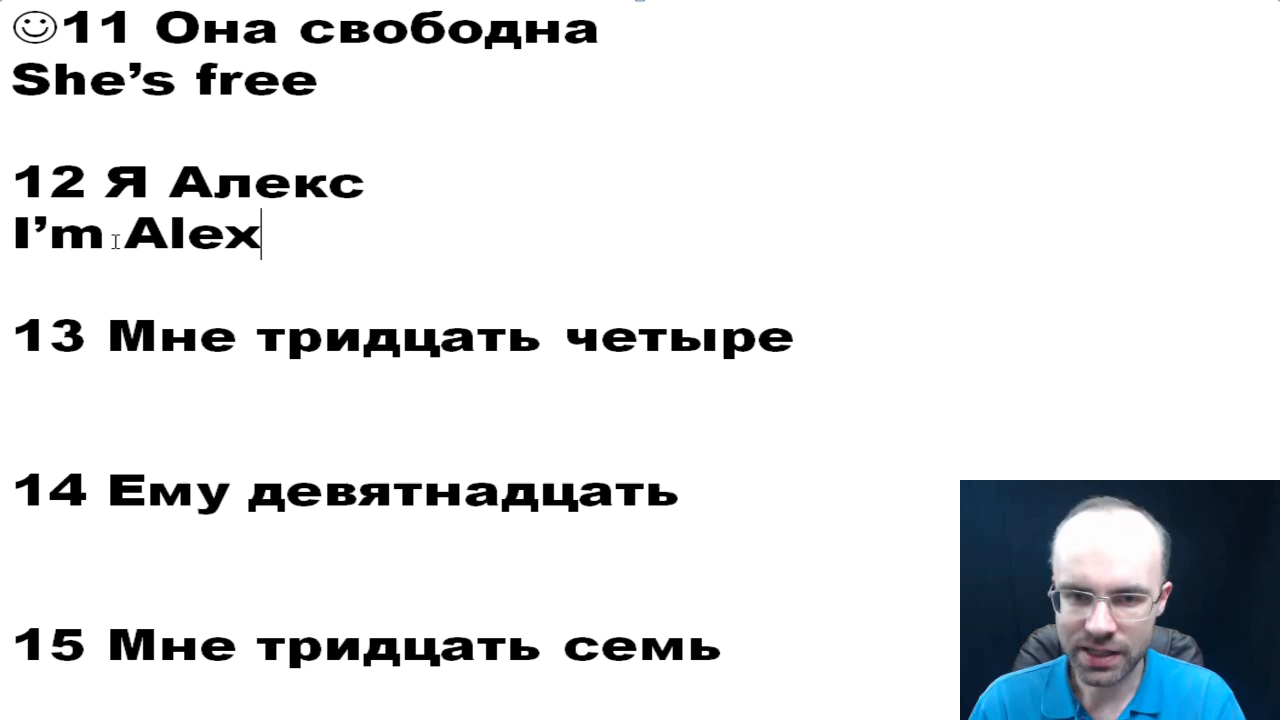 ☺11 Она свободна
She’s free
12 Я Алекс
I’m Alex
13 Мне тридцать четыре
14 Ему девятнадцать
15 Мне тридцать семь